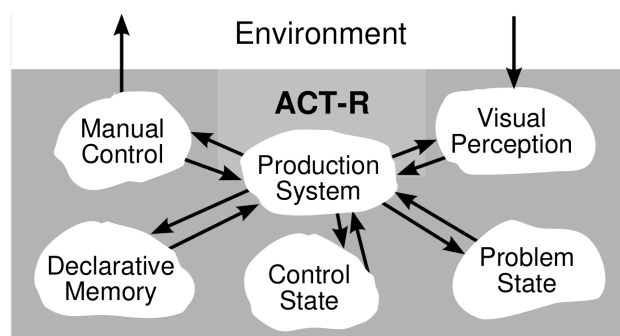 Environment
ACT-R
Manual
Control
Visual
Perception
Production
System
Declarative
Memory
Control
State
Problem
State